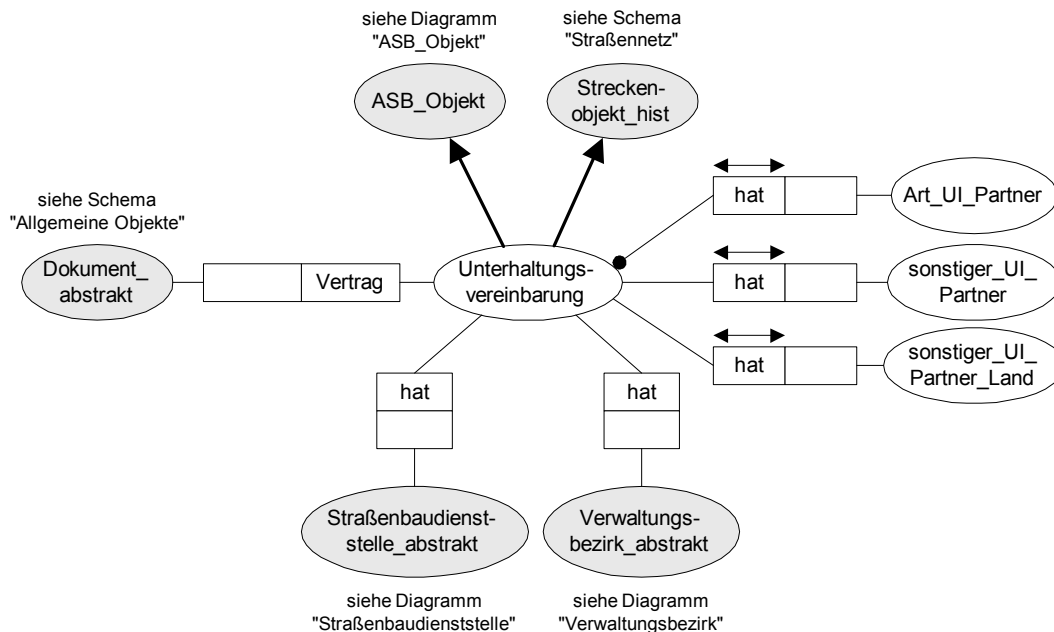 siehe Diagramm
"ASB_Objekt"
siehe Schema
"Straßennetz"
ASB_Objekt
Strecken-
objekt_hist
siehe Schema
"Allgemeine Objekte"
Dokument_
abstrakt
Vertrag
Unterhaltungs-
vereinbarung
hat
Art_UI_Partner
hat
sonstiger_UI_
Partner
hat
sonstiger_UI_
Partner_Land
hat
hat
Straßenbaudienst-
stelle_abstrakt
Verwaltungs-
bezirk_abstrakt
siehe Diagramm
"Straßenbaudienststelle"
siehe Diagramm
"Verwaltungsbezirk"